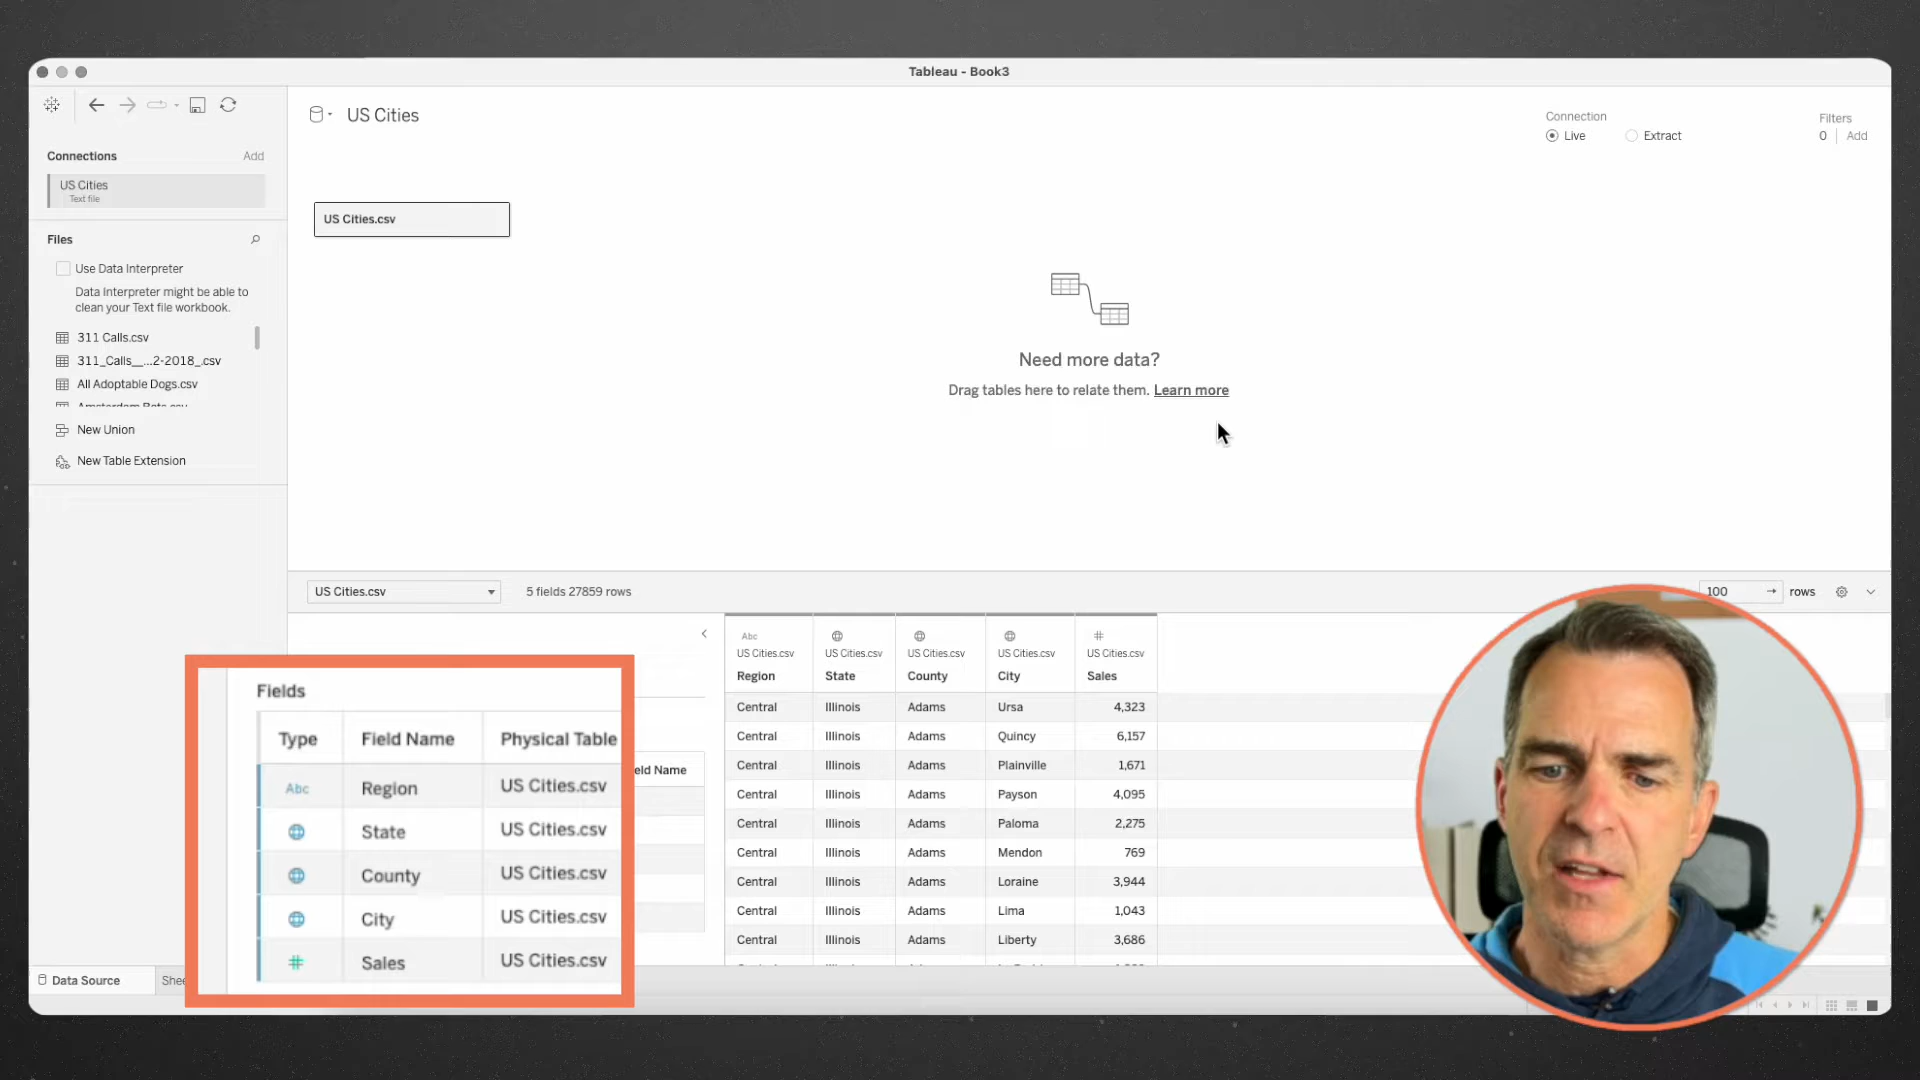 Tableau - Book3
US Cities
Connection
Live
Extract
Filters
0 | Add
Connections
Add
US Cities
Text file
Files
Use Data Interpreter
Data Interpreter might be able to
clean your Text file workbook.
311 Calls.csv
311_Calls__...2-2018_.csv
All Adoptable Dogs.csv
New Union
New Table Extension
US Cities.csv
Need more data?
Drag tables here to relate them. Learn more
US Cities.csv
5 fields 27859 rows
100
rows
Fields
Type Field Name Physical Table
Abc Region US Cities.csv
State US Cities.csv
County US Cities.csv
City US Cities.csv
# Sales US Cities.csv
eld Name
Abc #
US Cities.csv US Cities.csv US Cities.csv US Cities.csv US Cities.csv
Region State County City Sales
Central Illinois Adams Ursa 4,323
Central Illinois Adams Quincy 6,157
Central Illinois Adams Plainville 1,671
Central Illinois Adams Payson 4,095
Central Illinois Adams Paloma 2,275
Central Illinois Adams Mendon 769
Central Illinois Adams Loraine 3,944
Central Illinois Adams Lima 1,043
Central Illinois Adams Liberty 3,686
Data Source
Shee